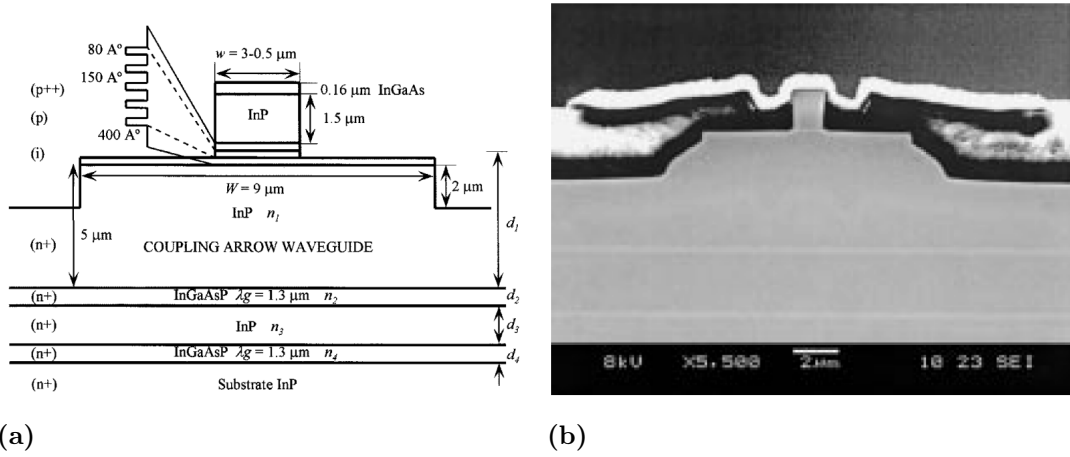 80 A°
150 A°
400 A°
w = 3-0.5 μm
(p++)
0.16 μm InGaAs
(p)
InP
1.5 μm
(i)
W = 9 μm
2 μm
InP n1
5 μm
d1
(n+)
COUPLING ARROW WAVEGUIDE
(n+)
InGaAsP λg = 1.3 μm n2
d2
(n+)
InP n3
d3
(n+)
InGaAsP λg = 1.3 μm n4
d4
(n+)
Substrate InP
8kU X5,500 2μm 10 23 SEI
(a)
(b)